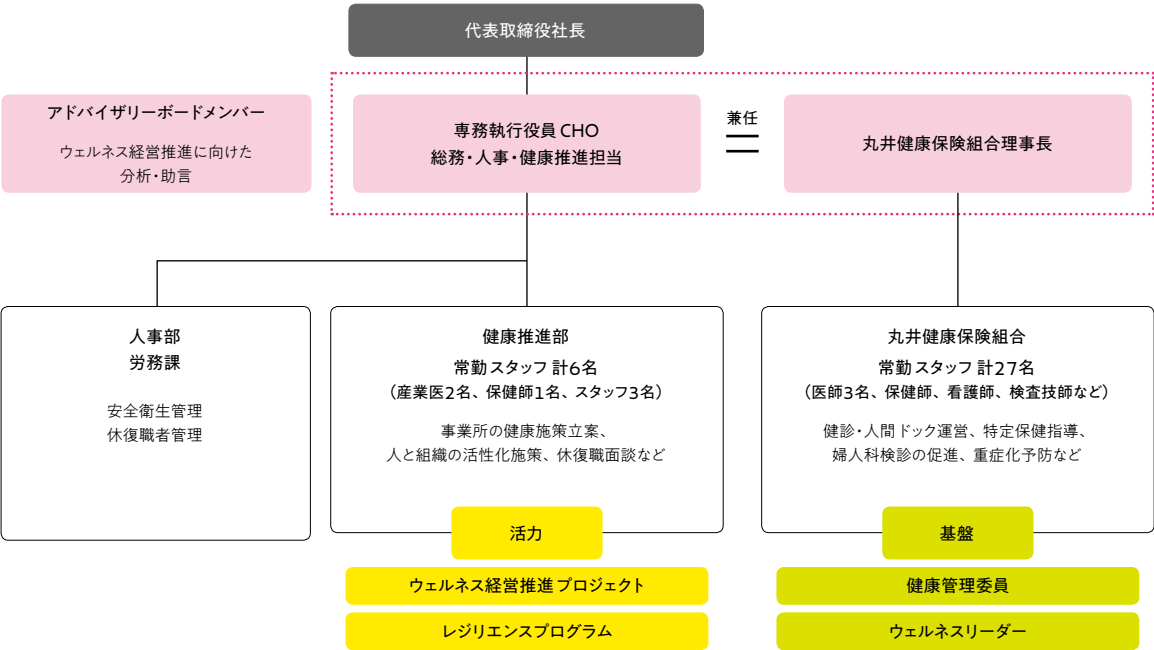 代表取締役社長
アドバイザリーボードメンバー
ウェルネス経営推進に向けた
分析・助言
専務執行役員 CHO
総務・人事・健康推進担当
兼任
丸井健康保険組合理事長
人事部
労務課
安全衛生管理
休復職者管理
健康推進部
常勤スタッフ 計6名
（産業医2名、保健師1名、スタッフ3名）
事業所の健康施策立案、
人と組織の活性化施策、休復職面談など
活力
ウェルネス経営推進プロジェクト
レジリエンスプログラム
丸井健康保険組合
常勤スタッフ 計27名
（医師3名、保健師、看護師、検査技師など）
健診・人間ドック運営、特定保健指導、
婦人科検診の促進、重症化予防など
基盤
健康管理委員
ウェルネスリーダー